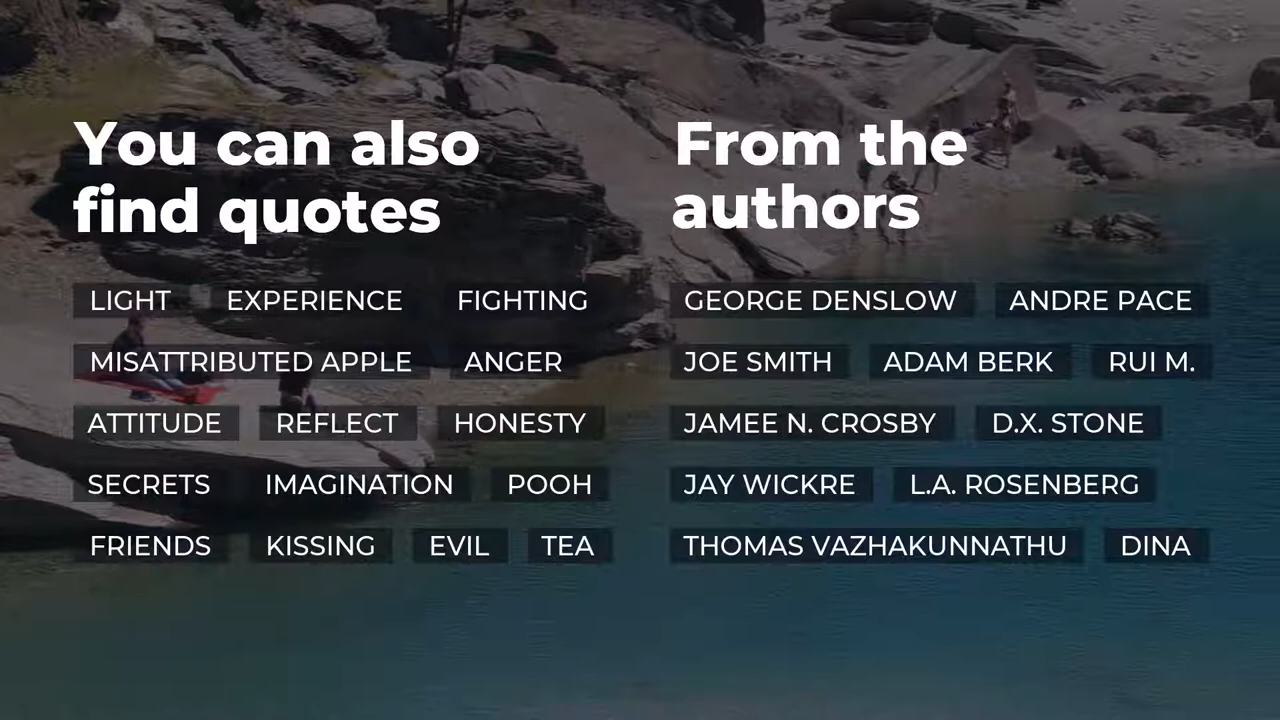 You can also
find quotes
LIGHT EXPERIENCE FIGHTING
MISATTRIBUTED APPLE ANGER
ATTITUDE REFLECT HONESTY
SECRETS IMAGINATION POOH
FRIENDS KISSING EVIL TEA
From the
authors
GEORGE DENSLOW ANDRE PACE
JOE SMITH ADAM BERK RUI M.
JAMEE N. CROSBY D.X. STONE
JAY WICKRE L.A. ROSENBERG
THOMAS VAZHAKUNNATHU DINA